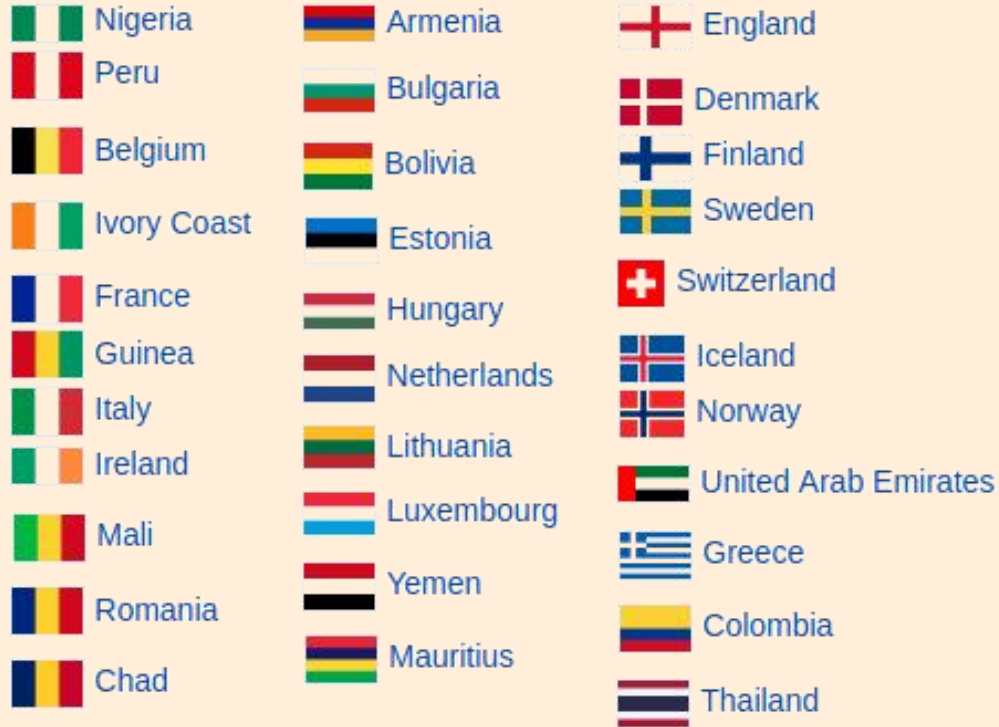 Nigeria
Peru
Belgium
Ivory Coast
France
Guinea
Italy
Ireland
Mali
Romania
Chad
Armenia
Bulgaria
Bolivia
Estonia
Hungary
Netherlands
Lithuania
Luxembourg
Yemen
Mauritius
England
Denmark
Finland
Sweden
Switzerland
Iceland
Norway
United Arab Emirates
Greece
Colombia
Thailand